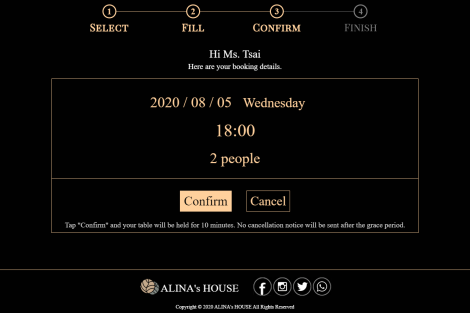 1 2 3 4
SELECT FILL CONFIRM FINISH
Hi Ms. Tsai
Here are your booking details.
2020 / 08 / 05 Wednesday
18:00
2 people
Confirm Cancel
Tap "Confirm" and your table will be held for 10 minutes. No cancellation notice will be sent after the grace period.
ALINA's HOUSE
Copyright © 2020 ALINA's HOUSE All Rights Reserved